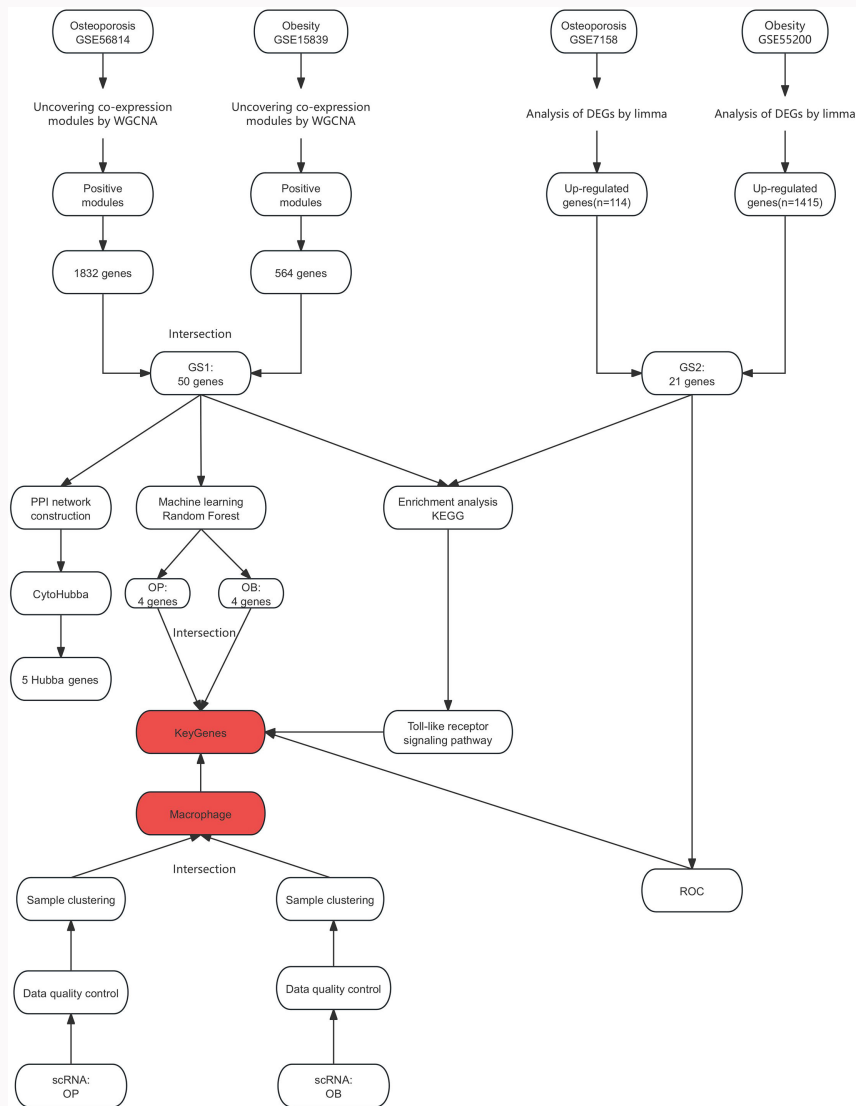 Osteoporosis
GSE56814
Obesity
GSE15839
Osteoporosis
GSE7158
Obesity
GSE55200
Uncovering co-expression
modules by WGCNA
Uncovering co-expression
modules by WGCNA
Analysis of DEGs by limma
Analysis of DEGs by limma
Positive
modules
Positive
modules
Up-regulated
genes(n=114)
Up-regulated
genes(n=1415)
1832 genes
564 genes
Intersection
GS1:
50 genes
GS2:
21 genes
PPI network
construction
Machine learning
Random Forest
Enrichment analysis
KEGG
CytoHubba
OP:
4 genes
OB:
4 genes
Intersection
5 Hubba genes
KeyGenes
Toll-like receptor
signaling pathway
Macrophage
Intersection
Sample clustering
Sample clustering
ROC
Data quality control
Data quality control
scRNA:
OP
scRNA:
OB